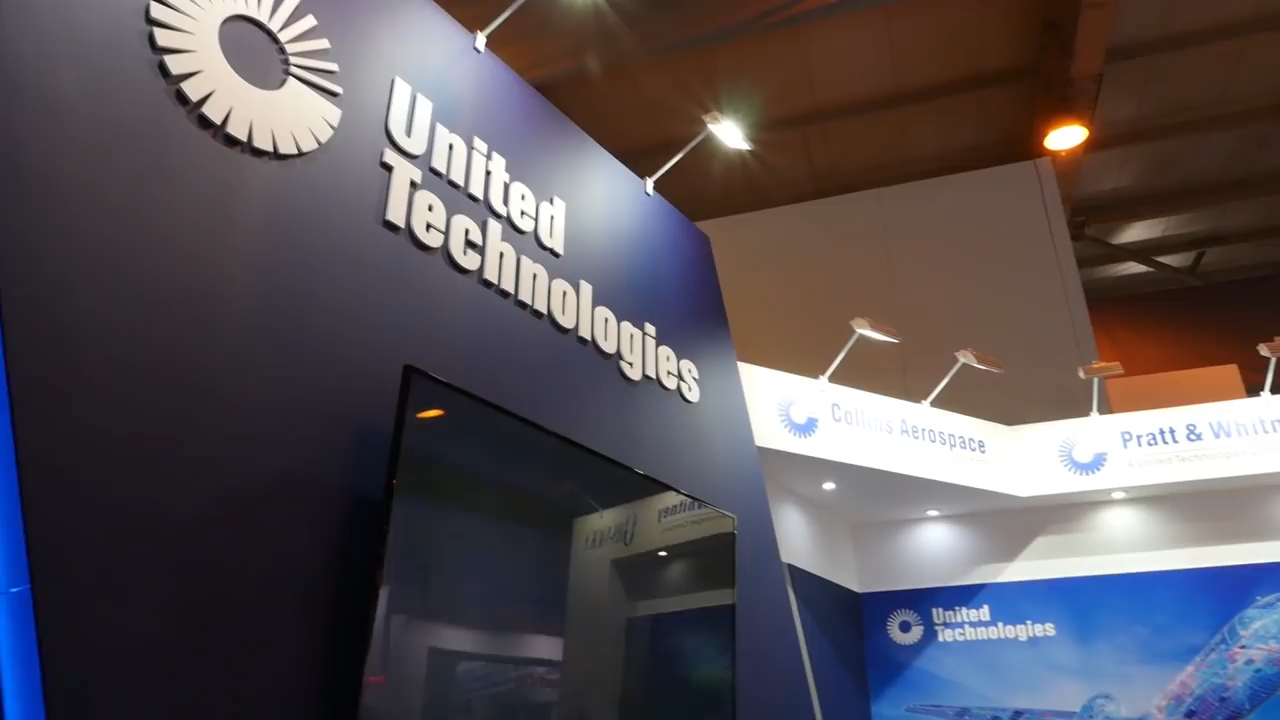 United
Technologies
Collins Aerospace
Pratt & Whitn
United
Technologies